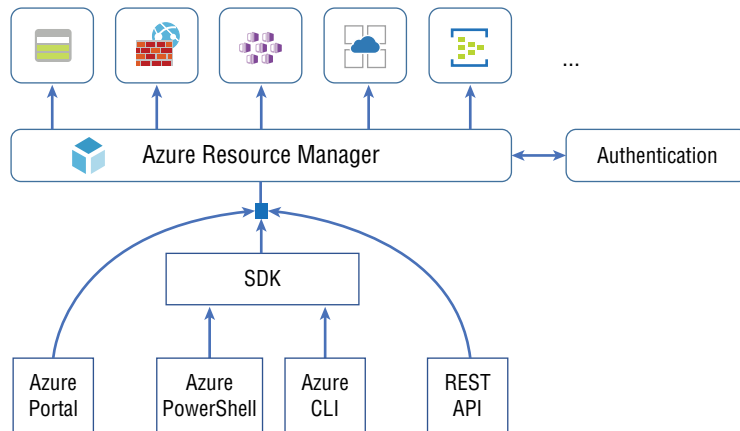 ...
Azure Resource Manager
Authentication
SDK
Azure
Portal
Azure
PowerShell
Azure
CLI
REST
API